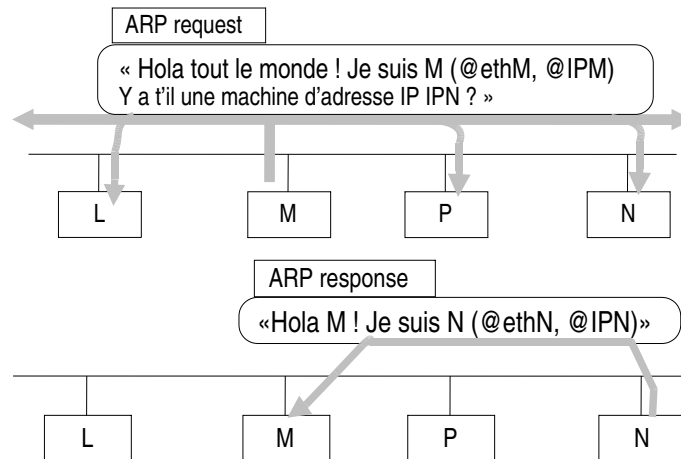 ARP request
« Hola tout le monde ! Je suis M (@ethM, @IPM)
Y a t'il une machine d'adresse IP IPN ? »
L M P N
ARP response
«Hola M ! Je suis N (@ethN, @IPN)»
L M P N